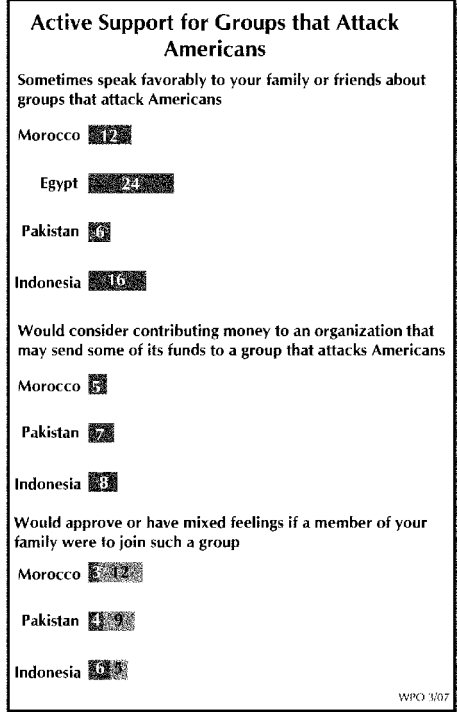 Active Support for Groups that Attack
Americans
Sometimes speak favorably to your family or friends about
groups that attack Americans
Morocco 12
Egypt 24
Pakistan 6
Indonesia 16
Would consider contributing money to an organization that
may send some of its funds to a group that attacks Americans
Morocco 5
Pakistan 7
Indonesia 8
Would approve or have mixed feelings if a member of your
family were to join such a group
Morocco 3 12
Pakistan 4 9
Indonesia 6 5
WPO 3/07